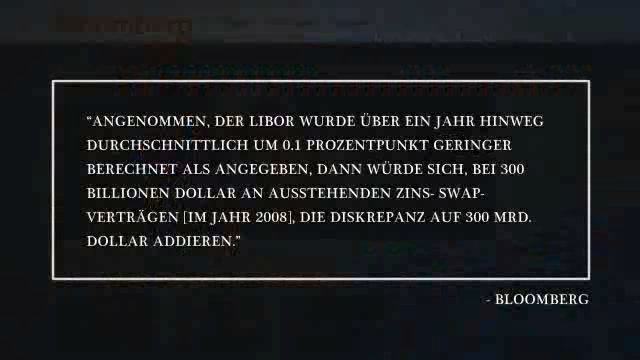 “ANGENOMMEN, DER LIBOR WURDE ÜBER EIN JAHR HINWEG
DURCHSCHNITTLICH UM 0.1 PROZENTPUNKT GERINGER
BERECHNET ALS ANGEGEBEN, DANN WÜRDE SICH, BEI 300
BILLIONEN DOLLAR AN AUSSTEHENDEN ZINS- SWAP-
VERTRÄGEN [IM JAHR 2008], DIE DISKREPANZ AUF 300 MRD.
DOLLAR ADDIEREN.”
- BLOOMBERG